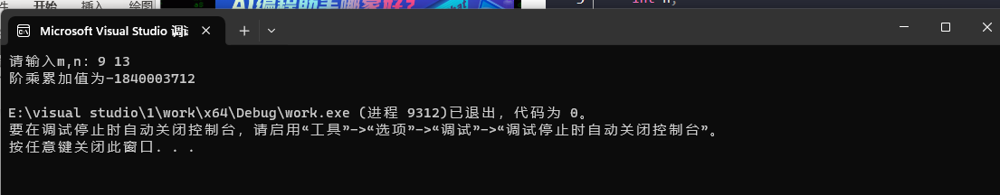 件 开始 插入 绘图
AI编程助手哪家好?
int n;
Microsoft Visual Studio 调试
请输入m,n: 9 13
阶乘累加值为-1840003712
E:\visual studio\1\work\x64\Debug\work.exe (进程 9312)已退出，代码为 0。
要在调试停止时自动关闭控制台，请启用“工具”->“选项”->“调试”->“调试停止时自动关闭控制台”。
按任意键关闭此窗口. . .